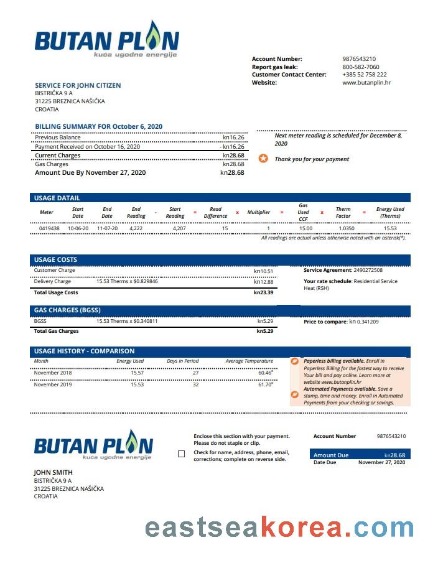 BUTAN PLIN
kuca ugodne energije
Account Number: 9876543210
Report gas leak: 800-582-7060
Customer Contact Center: +385 52 758 222
Website: www.butanplin.hr
SERVICE FOR JOHN CITIZEN
BISTRIČKA 9 A
31225 BREZNICA NAŠIČKA
CROATIA
BILLING SUMMARY FOR October 6, 2020
Previous Balance kn16.26
Payment Received on October 16, 2020 -kn16.26
Current Charges kn28.68
Gas Charges kn28.68
Amount Due By November 27, 2020 kn28.68
Next meter reading is scheduled for December 8, 2020
Thank you for your payment
USAGE DATAIL
Meter Start Date End Date End Reading - Start Reading = Read Difference x Multiplier = Gas Used CCF x Therm Factor = Energy Used (Therms)
0419438 10-06-20 11-07-20 4,222 4,207 15 1 15.00 1.0350 15.53
All readings are actual unless otherwise noted with an asterisk(*).
USAGE COSTS
Customer Charge kn10.51
Delivery Charge 15.53 Therms x $0.829846 kn12.88
Total Usage Costs kn23.39
Service Agreement: 2490272508
Your rate schedule: Residential Service Heat (RSH)
GAS CHARGES (BGSS)
BGSS 15.53 Therms x $0.340811 kn5.29
Total Gas Charges kn5.29
Price to compare: kn 0.341209
USAGE HISTORY - COMPARISON
Month Energy Used Days in Period Average Temperature
November 2018 15.57 27 60.46°
November 2019 15.53 32 61.70°
Paperless billing available. Enroll in Paperless Billing for the fastest way to receive Your bill and pay online. Learn more at website www.butanplin.hr
Automated Payments available. Save a stamp, time and money. Enroll in Automated Payments from your checking or savings.
BUTAN PLIN
kuca ugodne energije
Enclose this section with your payment.
Please do not staple or clip.
Check for name, address, phone, email, corrections; complete on reverse side.
Account Number 9876543210
Amount Due kn28.68
Date Due November 27, 2020
JOHN SMITH
BISTRIČKA 9 A
31225 BREZNICA NAŠIČKA
CROATIA
eastseakorea.com